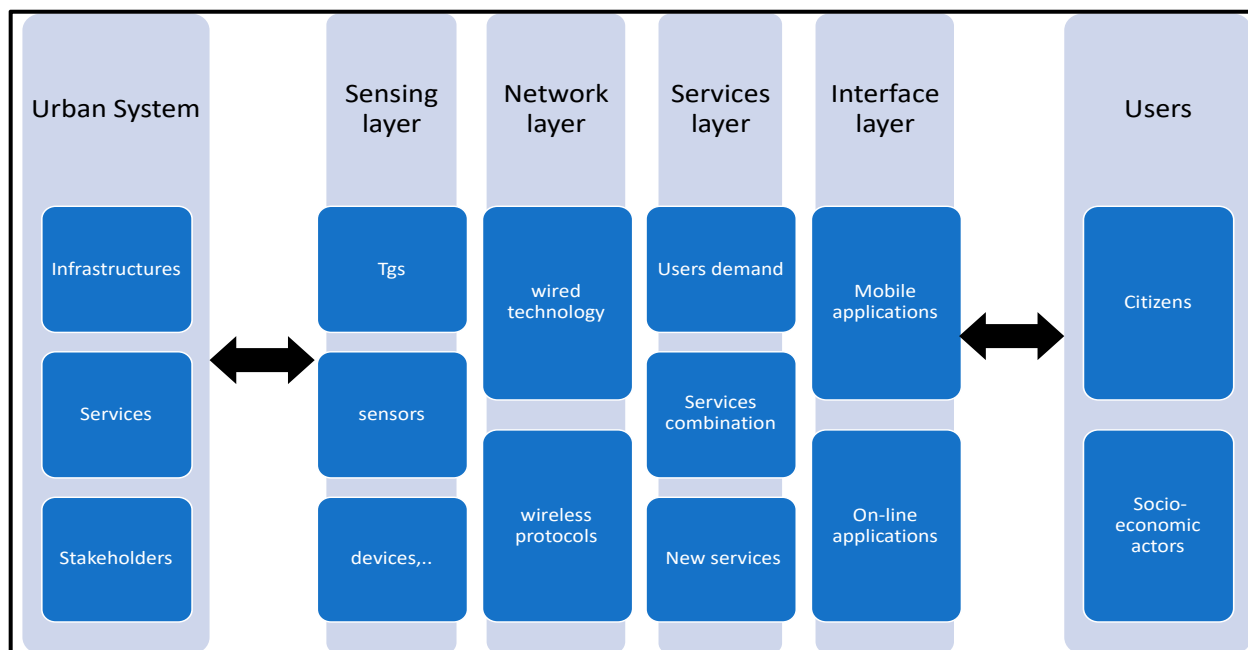 Urban System
Infrastructures
Services
Stakeholders
Sensing
layer
Tgs
sensors
devices,..
Network
layer
wired
technology
wireless
protocols
Services
layer
Users demand
Services
combination
New services
Interface
layer
Mobile
applications
On-line
applications
Users
Citizens
Socio-
economic
actors